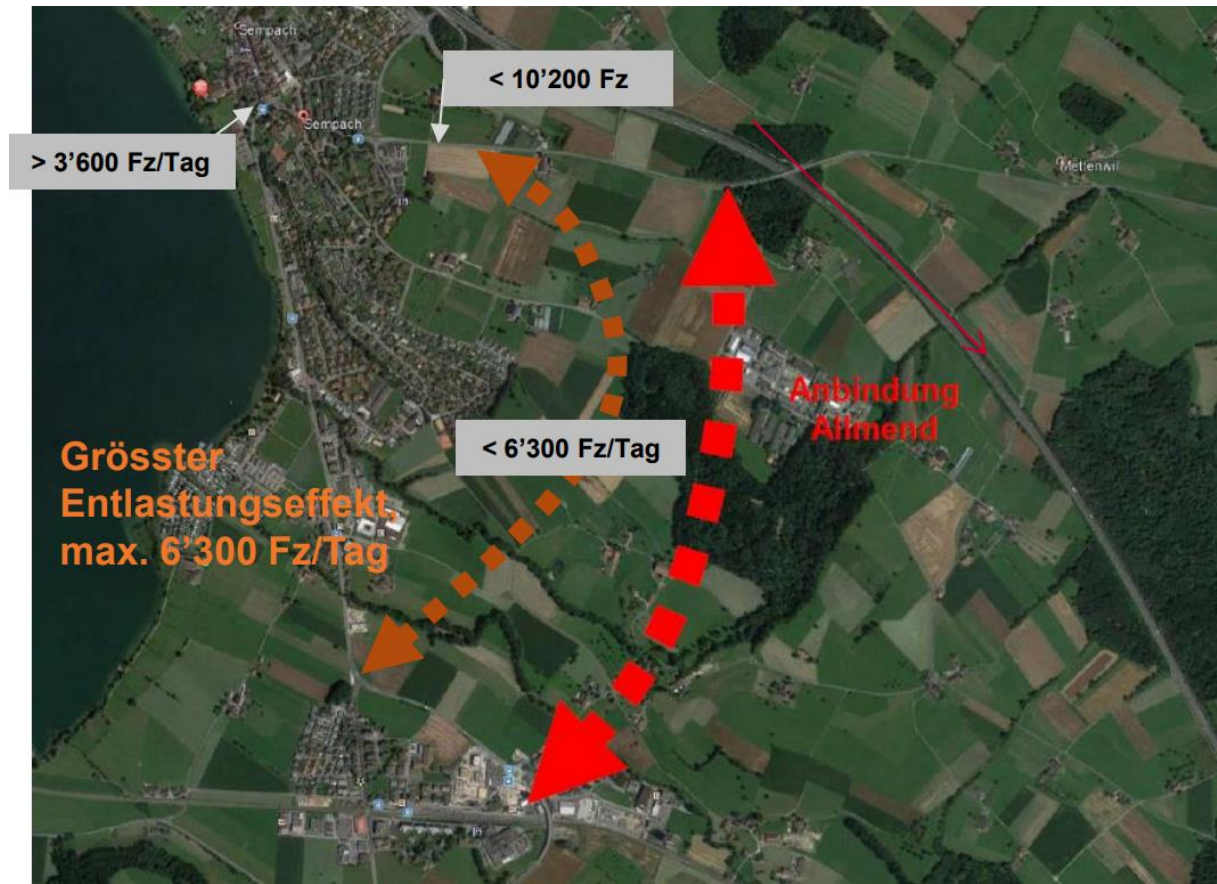 Sempach
< 10’200 Fz
Sempach
> 3’600 Fz/Tag
Mettenwil
Anbindung
Allmend
< 6’300 Fz/Tag
Grösster
Entlastungseffekt,
max. 6’300 Fz/Tag